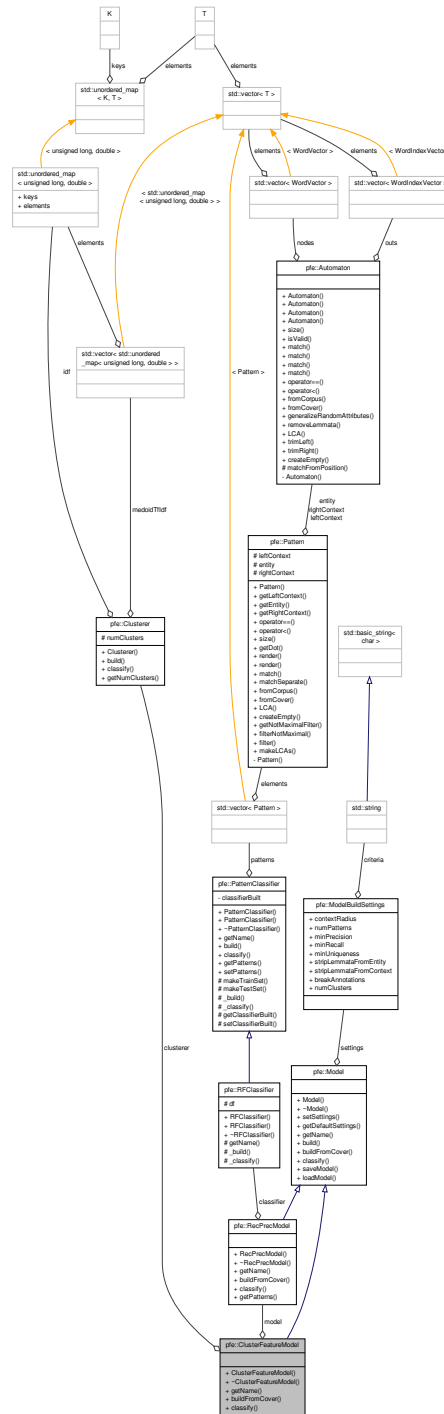 K
T
keys
elements
elements
std::unordered_map
< K, T >
std::vector< T >
< unsigned long, double >
elements
< WordVector >
elements
< WordIndexVector >
std::unordered_map
< unsigned long, double >
+ keys
+ elements
< std::unordered_map
< unsigned long, double > >
std::vector< WordVector >
std::vector< WordIndexVector >
elements
nodes
outs
pfe::Automaton
+ Automaton()
+ Automaton()
+ Automaton()
+ Automaton()
+ size()
+ isValid()
+ match()
+ match()
+ match()
+ match()
+ operator==()
+ operator<()
+ fromCorpus()
+ fromCover()
+ generalizeRandomAttributes()
+ removeLemmata()
+ LCA()
+ trimLeft()
+ trimRight()
+ createEmpty()
# matchFromPosition()
- Automaton()
std::vector< std::unordered
_map< unsigned long, double > >
idf
< Pattern >
medoidTfIdf
entity
rightContext
leftContext
pfe::Pattern
# leftContext
# entity
# rightContext
+ Pattern()
+ getLeftContext()
+ getEntity()
+ getRightContext()
+ operator==()
+ operator<()
+ size()
+ getDot()
+ render()
+ render()
+ match()
+ matchSeparate()
+ fromCorpus()
+ fromCover()
+ LCA()
+ createEmpty()
+ getNotMaximalFilter()
+ filterNotMaximal()
+ filter()
+ makeLCAs()
- Pattern()
pfe::Clusterer
# numClusters
+ Clusterer()
+ build()
+ classify()
+ getNumClusters()
std::basic_string<
char >
elements
std::vector< Pattern >
std::string
patterns
criteria
pfe::PatternClassifier
- classifierBuilt
+ PatternClassifier()
+ PatternClassifier()
+ ~PatternClassifier()
+ getName()
+ build()
+ classify()
+ getPatterns()
+ setPatterns()
# makeTrainSet()
# makeTestSet()
# _build()
# _classify()
# getClassifierBuilt()
# setClassifierBuilt()
pfe::ModelBuildSettings
+ contextRadius
+ numPatterns
+ minPrecision
+ minRecall
+ minUniqueness
+ stripLemmataFromEntity
+ stripLemmataFromContext
+ breakAnnotations
+ numClusters
clusterer
settings
pfe::RFClassifier
# df
+ RFClassifier()
+ RFClassifier()
+ ~RFClassifier()
# getName()
# _build()
# _classify()
pfe::Model
+ Model()
+ ~Model()
+ setSettings()
+ getDefaultSettings()
+ getName()
+ build()
+ buildFromCover()
+ classify()
+ saveModel()
+ loadModel()
classifier
pfe::RecPrecModel
+ RecPrecModel()
+ ~RecPrecModel()
+ getName()
+ buildFromCover()
+ classify()
+ getPatterns()
model
pfe::ClusterFeatureModel
+ ClusterFeatureModel()
+ ~ClusterFeatureModel()
+ getName()
+ buildFromCover()
+ classify()